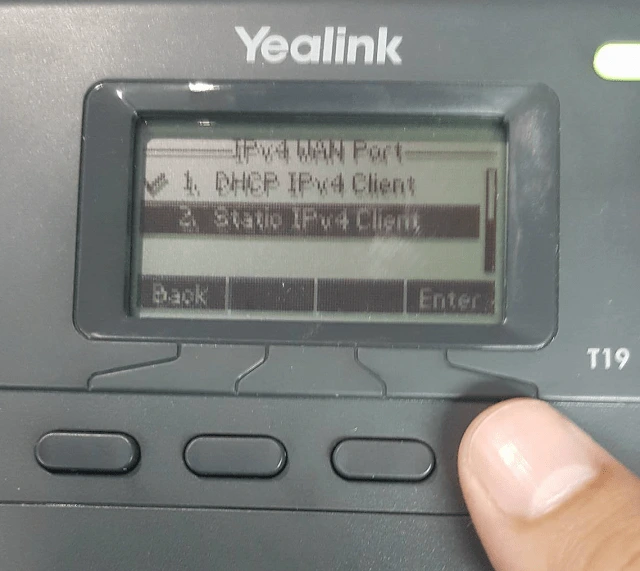 Yealink
IPv4 WAN Port
✔ 1. DHCP IPv4 Client
2. Static IPv4 Client
Back Enter
T19